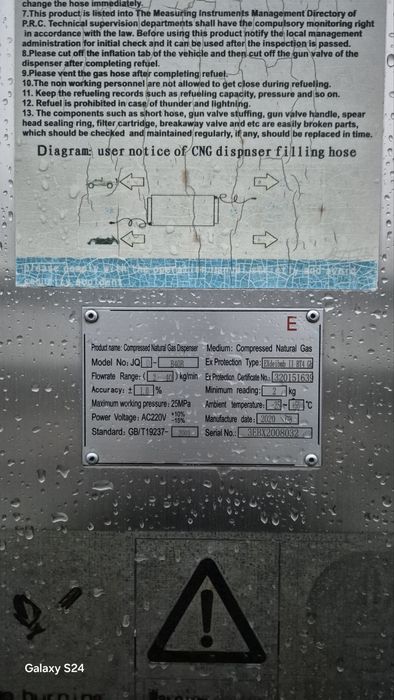 change the hose immediately.
7.This product is listed into The Measuring Instruments Management Directory of
P.R.C. Technical supervision departments shall have the compulsory monitoring right
in accordance with the law. Before using this product notify the local management
administration for initial check and it can be used after the inspection is passed.
8.Please cut off the inflation tab of the vehicle and then cut off the gun valve of the
dispenser after completing refuel.
9.Please vent the gas hose after completing refuel.
10.The non working personnel are not allowed to get close during refueling.
11. Keep the refueling records such as refueling capacity, pressure and so on.
12. Refuel is prohibited in case of thunder and lightning.
13. The components such as short hose, gun valve stuffing, gun valve handle, spear
head sealing ring, filter cartridge, breakaway valve and etc are easily broken parts,
which should be checked and maintained regularly, if any, should be replaced in time.
Diagram: user notice of CNG dispnser filling hose
please comply with the operation
E
Product name: Compressed Natural Gas Dispenser Medium: Compressed Natural Gas
Model No: JQ Ex Protection Type:
Flowrate Range: ( ) kg/min Ex Protection Certificate No.:
Accuracy: ± 1.0 % Minimum reading: kg
Maximum working pressure: 25MPa Ambient temperature: ~ °C
Power Voltage: AC220V +10% -15% Manufacture date: 2020
Standard: GB/T19237- Serial No.:
burning
Galaxy S24